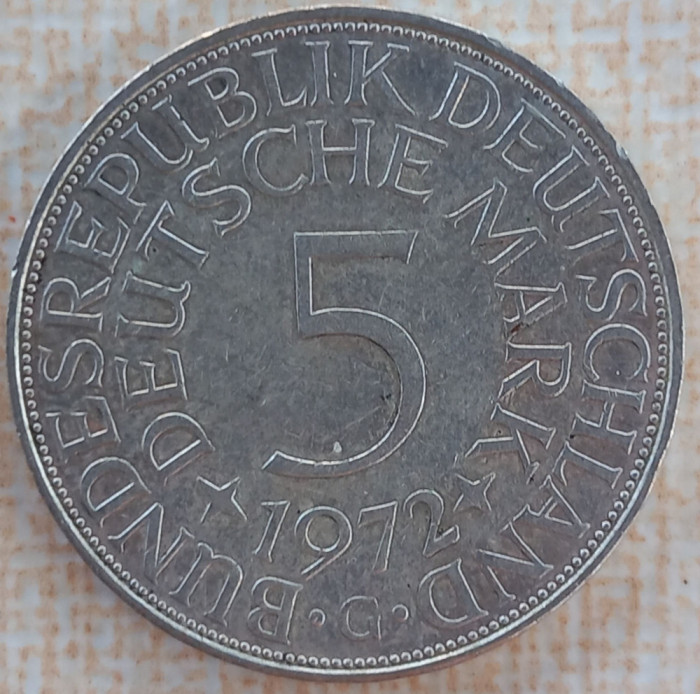 BUNDESREPUBLIK DEUTSCHLAND
DEUTSCHE MARK
5
1972
G